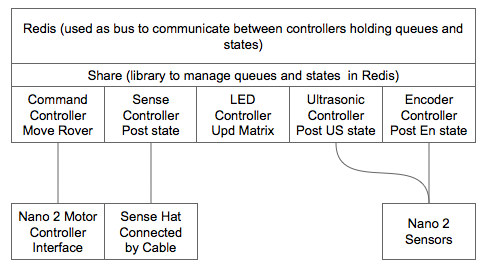 Redis (used as bus to communicate between controllers holding queues and
states)
Share (library to manage queues and states in Redis)
Command
Controller
Move Rover
Sense
Controller
Post state
LED
Controller
Upd Matrix
Ultrasonic
Controller
Post US state
Encoder
Controller
Post En state
Nano 2 Motor
Controller
Interface
Sense Hat
Connected
by Cable
Nano 2
Sensors